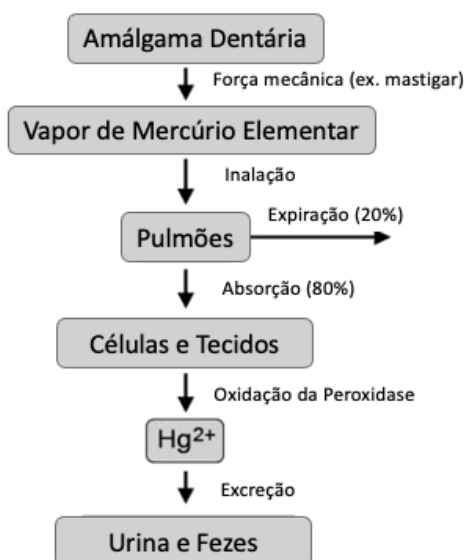 Amálgama Dentária
Força mecânica (ex. mastigar)
Vapor de Mercúrio Elementar
Inalação
Expiração (20%)
Pulmões
Absorção (80%)
Células e Tecidos
Oxidação da Peroxidase
Hg²⁺
Excreção
Urina e Fezes